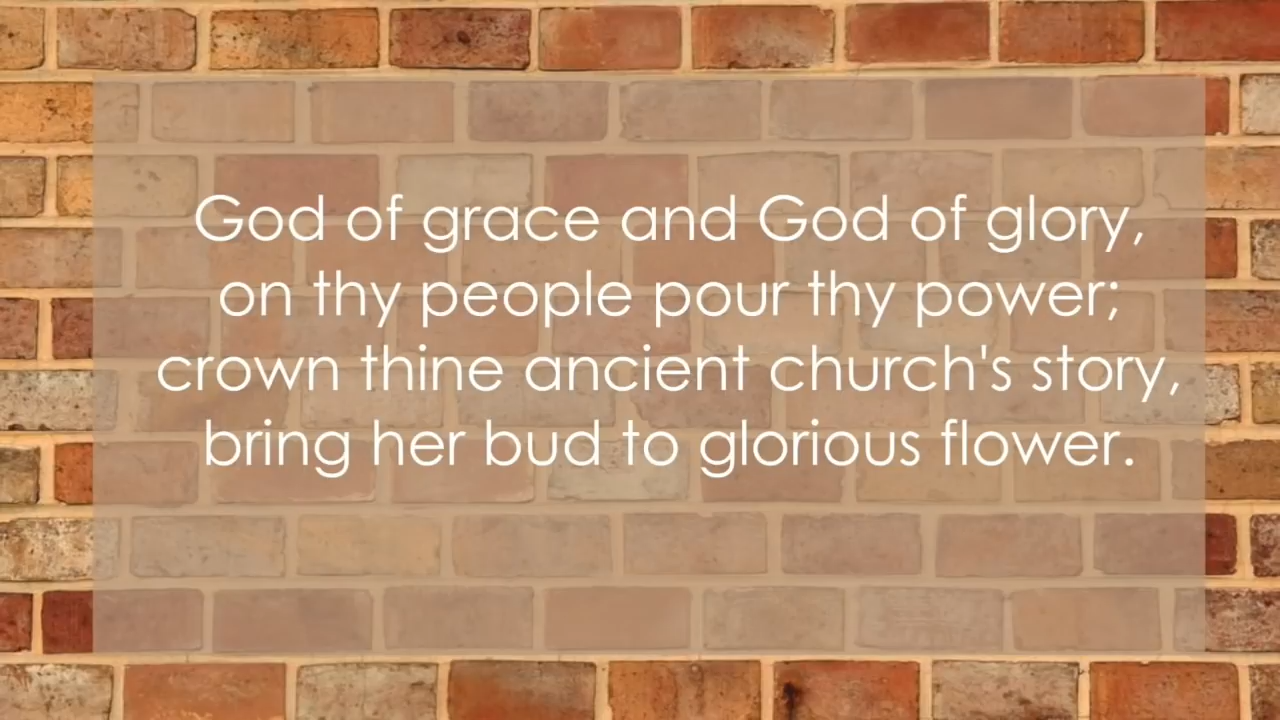 God of grace and God of glory,
on thy people pour thy power;
crown thine ancient church's story,
bring her bud to glorious flower.